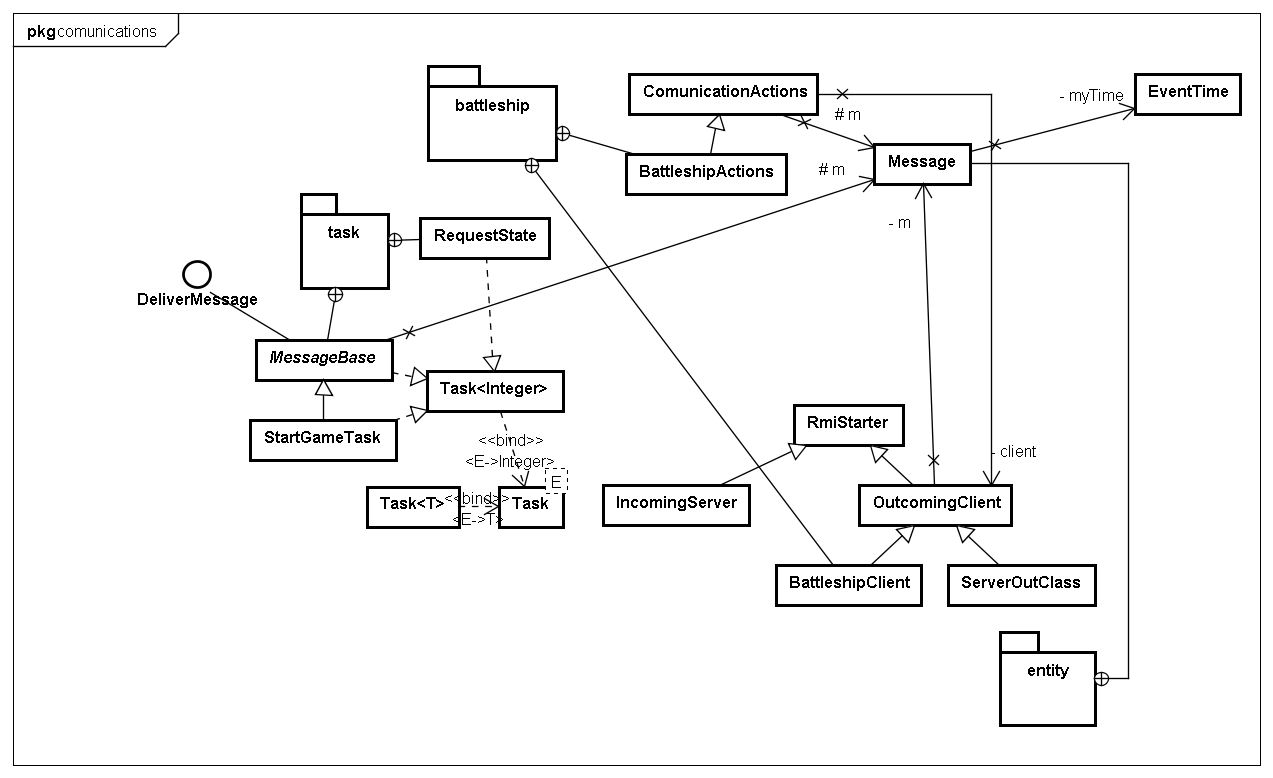 pkgcomunications
battleship
ComunicationActions
- myTime
EventTime
# m
Message
BattleshipActions
# m
task
RequestState
- m
DeliverMessage
MessageBase
Task<Integer>
StartGameTask
RmiStarter
<<bind>>
<E->Integer>
- client
E
Task<T>
<<bind>>
<E->T>
Task
IncomingServer
OutcomingClient
BattleshipClient
ServerOutClass
entity